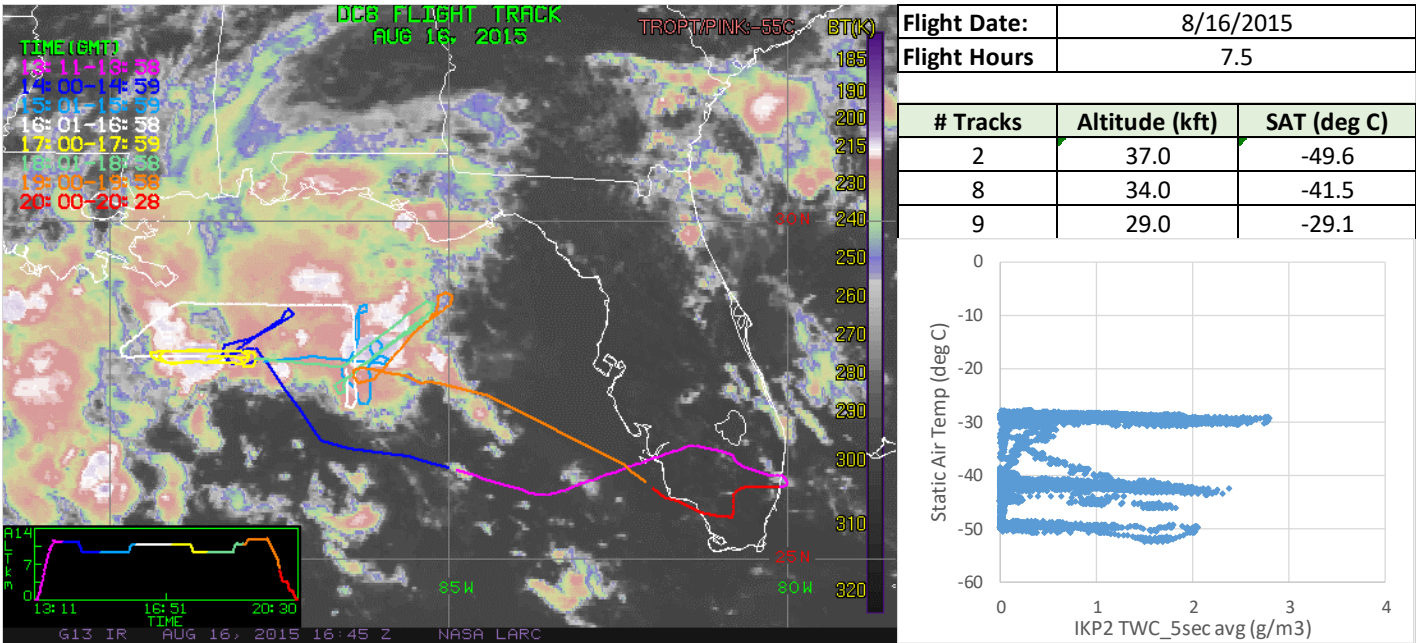 DC8 FLIGHT TRACK
AUG 16, 2015
TROPT/PINK:-55C
BT(K)
TIME(GMT)
13:11-13:58
14:00-14:59
15:01-15:59
16:01-16:58
17:00-17:59
18:01-18:58
19:00-19:58
20:00-20:28
185
190
200
215
230
240
250
260
270
280
290
300
310
320
30N
25N
85W
80W
ALT km
14
7
0
13:11 16:51 20:30
TIME
G13 IR AUG 16, 2015 16:45 Z NASA LARC
Flight Date: 8/16/2015
Flight Hours 7.5
# Tracks Altitude (kft) SAT (deg C)
2 37.0 -49.6
8 34.0 -41.5
9 29.0 -29.1
Static Air Temp (deg C)
0
-10
-20
-30
-40
-50
-60
0 1 2 3 4
IKP2 TWC_5sec avg (g/m3)